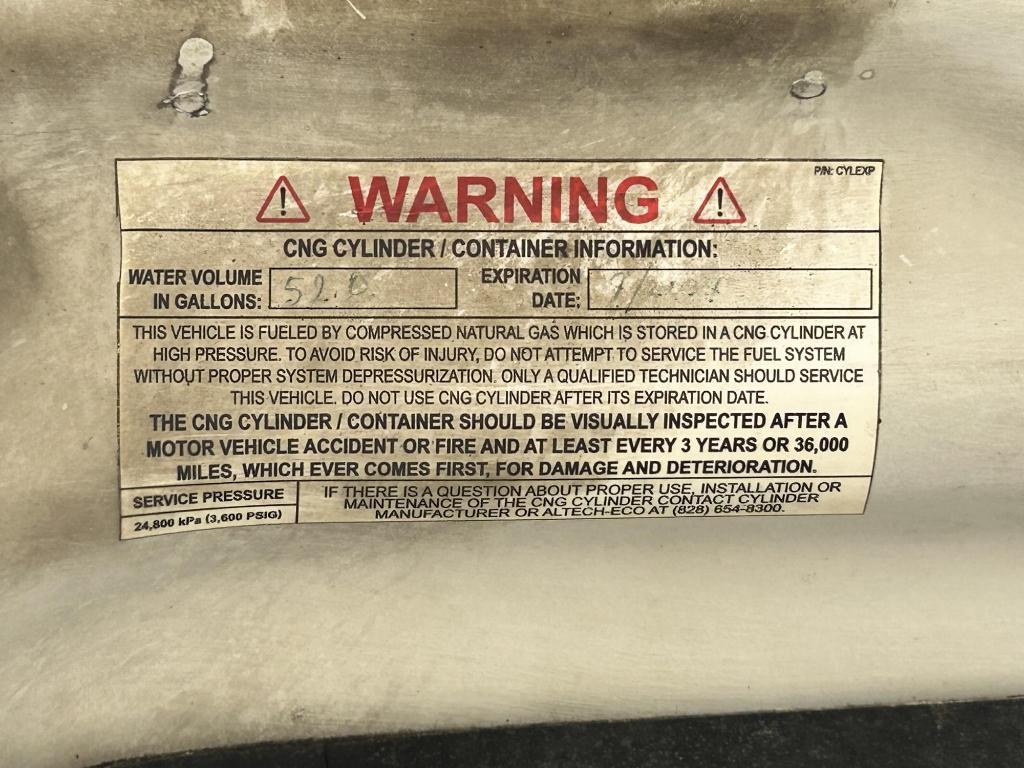 P/N: CYLEXP
WARNING
CNG CYLINDER / CONTAINER INFORMATION:
WATER VOLUME IN GALLONS: 52.0
EXPIRATION DATE:
THIS VEHICLE IS FUELED BY COMPRESSED NATURAL GAS WHICH IS STORED IN A CNG CYLINDER AT
HIGH PRESSURE. TO AVOID RISK OF INJURY, DO NOT ATTEMPT TO SERVICE THE FUEL SYSTEM
WITHOUT PROPER SYSTEM DEPRESSURIZATION. ONLY A QUALIFIED TECHNICIAN SHOULD SERVICE
THIS VEHICLE. DO NOT USE CNG CYLINDER AFTER ITS EXPIRATION DATE.
THE CNG CYLINDER / CONTAINER SHOULD BE VISUALLY INSPECTED AFTER A
MOTOR VEHICLE ACCIDENT OR FIRE AND AT LEAST EVERY 3 YEARS OR 36,000
MILES, WHICH EVER COMES FIRST, FOR DAMAGE AND DETERIORATION.
SERVICE PRESSURE
24,800 kPa (3,600 PSIG)
IF THERE IS A QUESTION ABOUT PROPER USE, INSTALLATION OR
MAINTENANCE OF THE CNG CYLINDER CONTACT CYLINDER
MANUFACTURER OR ALTECH-ECO AT (828) 654-8300.